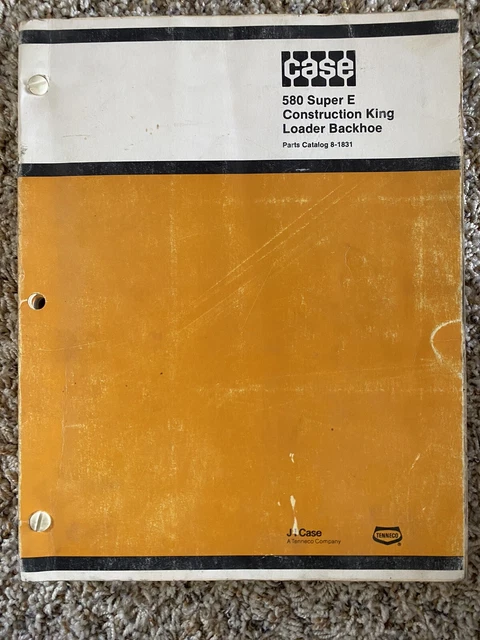 case
580 Super E
Construction King
Loader Backhoe
Parts Catalog 8-1831
J I Case
A Tenneco Company
TENNECO